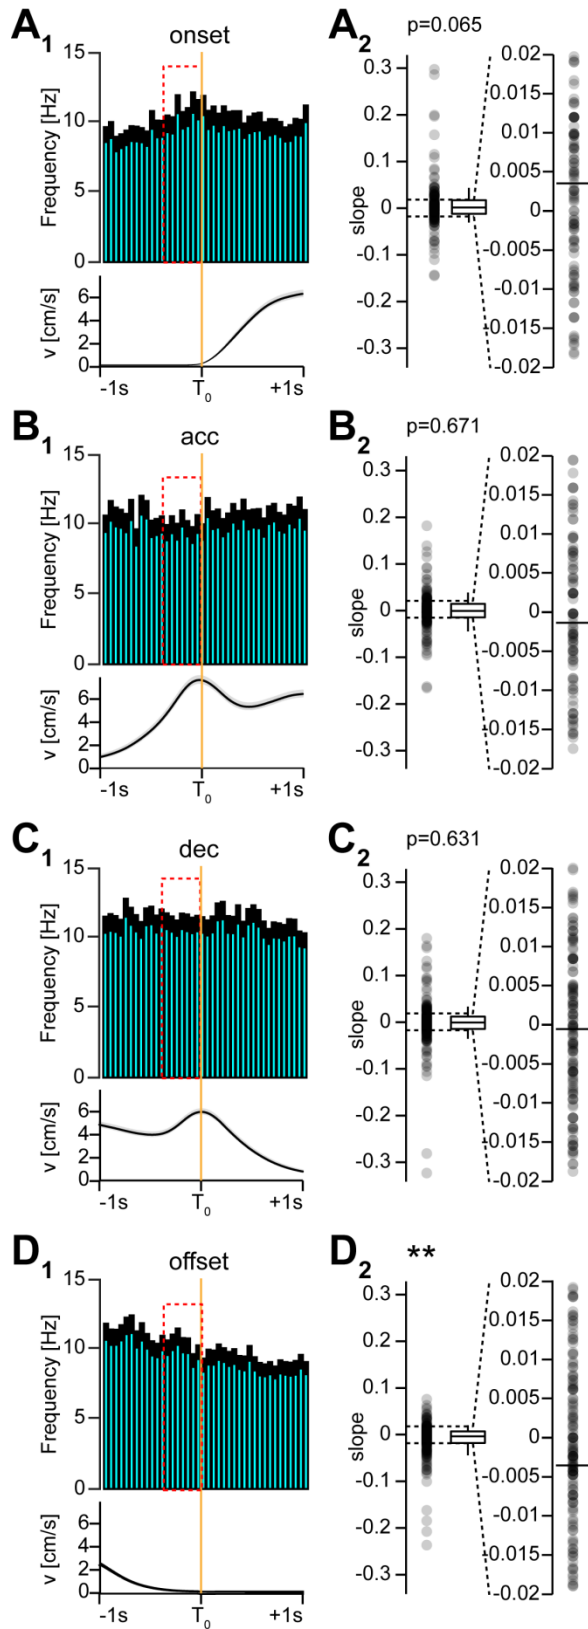 A1
onset
15
10
5
0
Frequency [Hz]
6
4
2
0
v [cm/s]
-1s
T0
+1s
A2
p=0.065
0.3
0.2
0.1
0
-0.1
-0.2
-0.3
slope
0.02
0.015
0.01
0.005
0
-0.005
-0.01
-0.015
-0.02
B1
acc
15
10
5
0
Frequency [Hz]
6
4
2
0
v [cm/s]
-1s
T0
+1s
B2
p=0.671
0.3
0.2
0.1
0
-0.1
-0.2
-0.3
slope
0.02
0.015
0.01
0.005
0
-0.005
-0.01
-0.015
-0.02
C1
dec
15
10
5
0
Frequency [Hz]
6
4
2
0
v [cm/s]
-1s
T0
+1s
C2
p=0.631
0.3
0.2
0.1
0
-0.1
-0.2
-0.3
slope
0.02
0.015
0.01
0.005
0
-0.005
-0.01
-0.015
-0.02
D1
offset
15
10
5
0
Frequency [Hz]
6
4
2
0
v [cm/s]
-1s
T0
+1s
D2
**
0.3
0.2
0.1
0
-0.1
-0.2
-0.3
slope
0.02
0.015
0.01
0.005
0
-0.005
-0.01
-0.015
-0.02